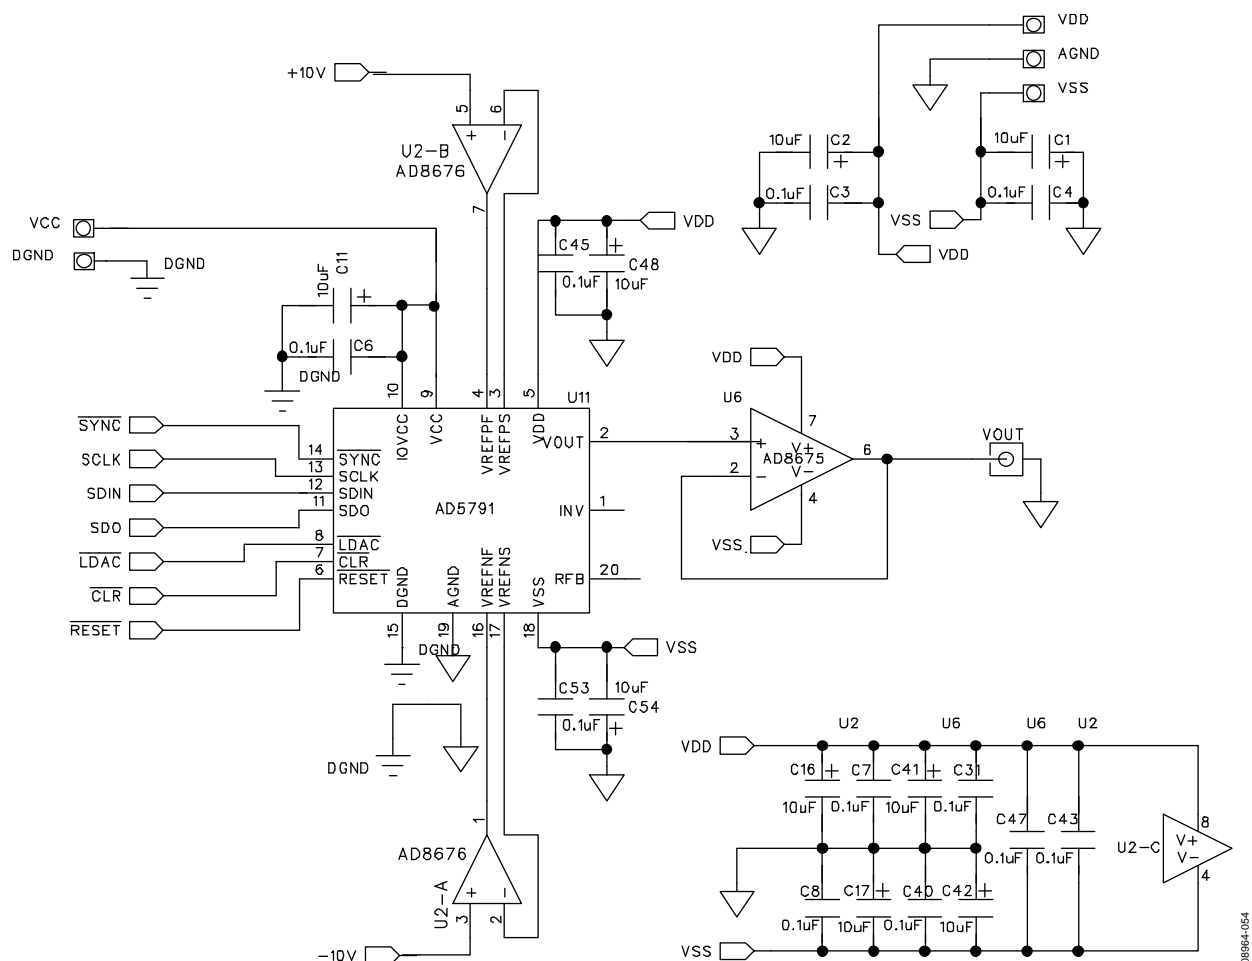 VDD
AGND
VSS
+10V
5
6
+
-
U2-B
AD8676
7
10uF
C2
+
0.1uF
C3
VDD
10uF
C1
+
0.1uF
C4
VSS
VCC
DGND
DGND
10uF
C11
+
0.1uF
C6
DGND
C45
0.1uF
+
C48
10uF
VDD
10
9
4
3
5
U11
IOVCC
VCC
VREFPF
VREFPS
VDD
SYNC
SCLK
SDIN
SDO
LDAC
CLR
RESET
14
13
12
11
8
7
6
SYNC
SCLK
SDIN
SDO
LDAC
CLR
RESET
AD5791
VOUT
2
INV
1
RFB
20
DGND
AGND
VREFNF
VREFNS
VSS
15
19
16
17
18
DGND
VDD
U6
7
3
+
V+
AD8675
V-
2
-
4
6
VSS
VOUT
VSS
C53
0.1uF
10uF
C54
+
DGND
1
AD8676
U2-A
+
-
3
2
-10V
U2
U6
U6
U2
VDD
C16
+
10uF
C7
0.1uF
C41
+
10uF
C31
0.1uF
C47
0.1uF
C43
0.1uF
U2-C
8
V+
V-
4
C8
0.1uF
C17
+
10uF
C40
0.1uF
C42
+
10uF
VSS
08964-054